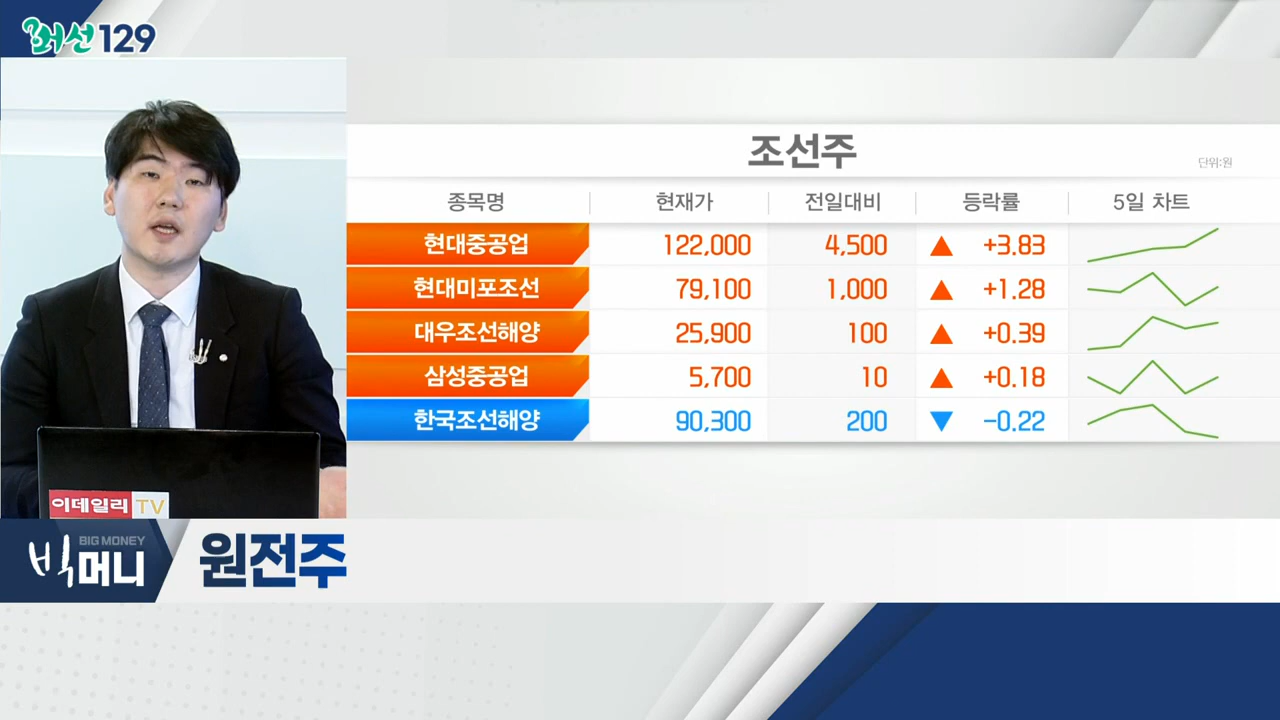 머선129
조선주
단위:원
종목명 현재가 전일대비 등락률 5일 차트
현대중공업 122,000 4,500 ▲ +3.83
현대미포조선 79,100 1,000 ▲ +1.28
대우조선해양 25,900 100 ▲ +0.39
삼성중공업 5,700 10 ▲ +0.18
한국조선해양 90,300 200 ▼ -0.22
이데일리TV
BIG MONEY
빅머니
원전주